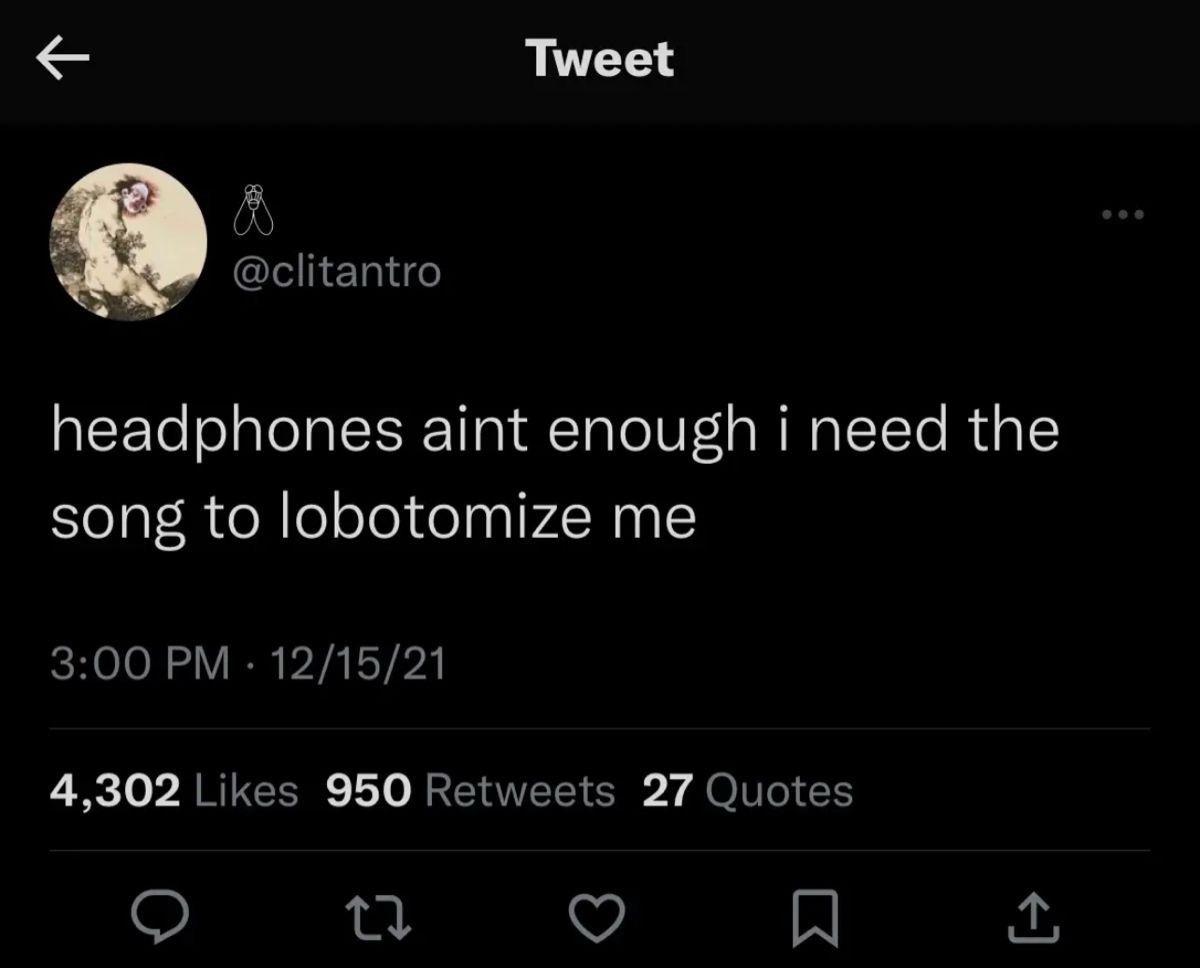 Tweet
@clitantro
headphones aint enough i need the
song to lobotomize me
3:00 PM · 12/15/21
4,302 Likes 950 Retweets 27 Quotes